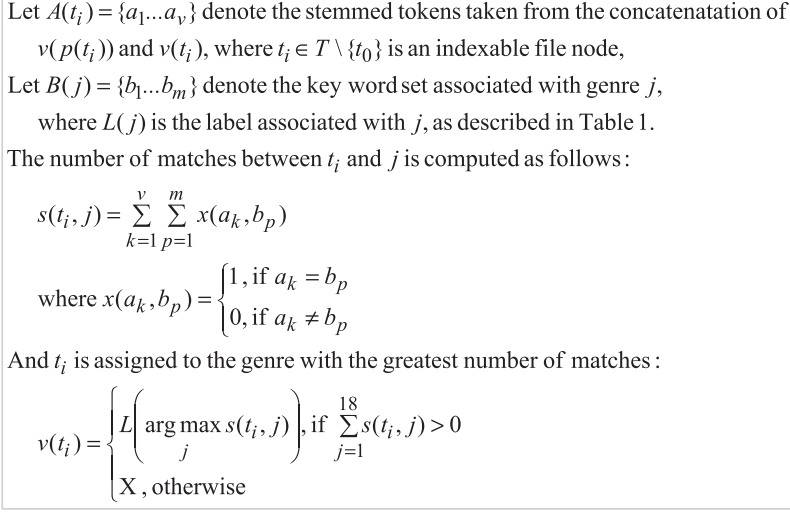 Let A(t_i) = {a_1...a_v} denote the stemmed tokens taken from the concatenatation of
v(p(t_i)) and v(t_i), where t_i ∈ T \ {t_0} is an indexable file node,
Let B(j) = {b_1...b_m} denote the key word set associated with genre j,
where L(j) is the label associated with j, as described in Table 1.
The number of matches between t_i and j is computed as follows:
s(t_i, j) = ∑_{k=1}^{v} ∑_{p=1}^{m} x(a_k, b_p)
where x(a_k, b_p) = { 1, if a_k = b_p
0, if a_k ≠ b_p
And t_i is assigned to the genre with the greatest number of matches:
v(t_i) = { L( arg max_j s(t_i, j) ), if ∑_{j=1}^{18} s(t_i, j) > 0
X, otherwise